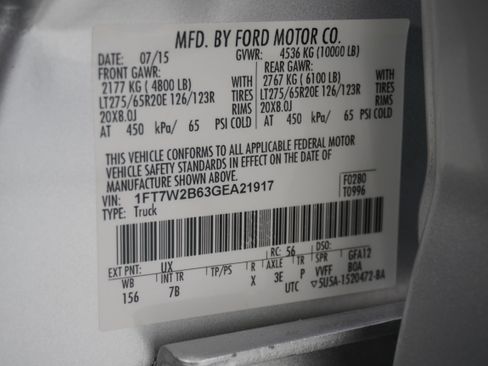 MFD. BY FORD MOTOR CO.
DATE: 07/15 GVWR: 4536 KG (10000 LB)
FRONT GAWR: REAR GAWR:
2177 KG ( 4800 LB) WITH 2767 KG ( 6100 LB) WITH
LT275/65R20E 126/123R TIRES LT275/65R20E 126/123R TIRES
20X8.0J RIMS 20X8.0J RIMS
AT 450 kPa/ 65 PSI COLD AT 450 kPa/ 65 PSI COLD
THIS VEHICLE CONFORMS TO ALL APPLICABLE FEDERAL MOTOR
VEHICLE SAFETY STANDARDS IN EFFECT ON THE DATE OF
MANUFACTURE SHOWN ABOVE.
VIN: 1FT7W2B63GEA21917 F0280
TYPE: Truck T0996
EXT PNT: UX RC: 56 DSO:
WB INT TR TP/PS R AXLE TR SPR GFA12
156 7B X 3E P VVFF BOA
UTC ▽5U5A-1520472-BA